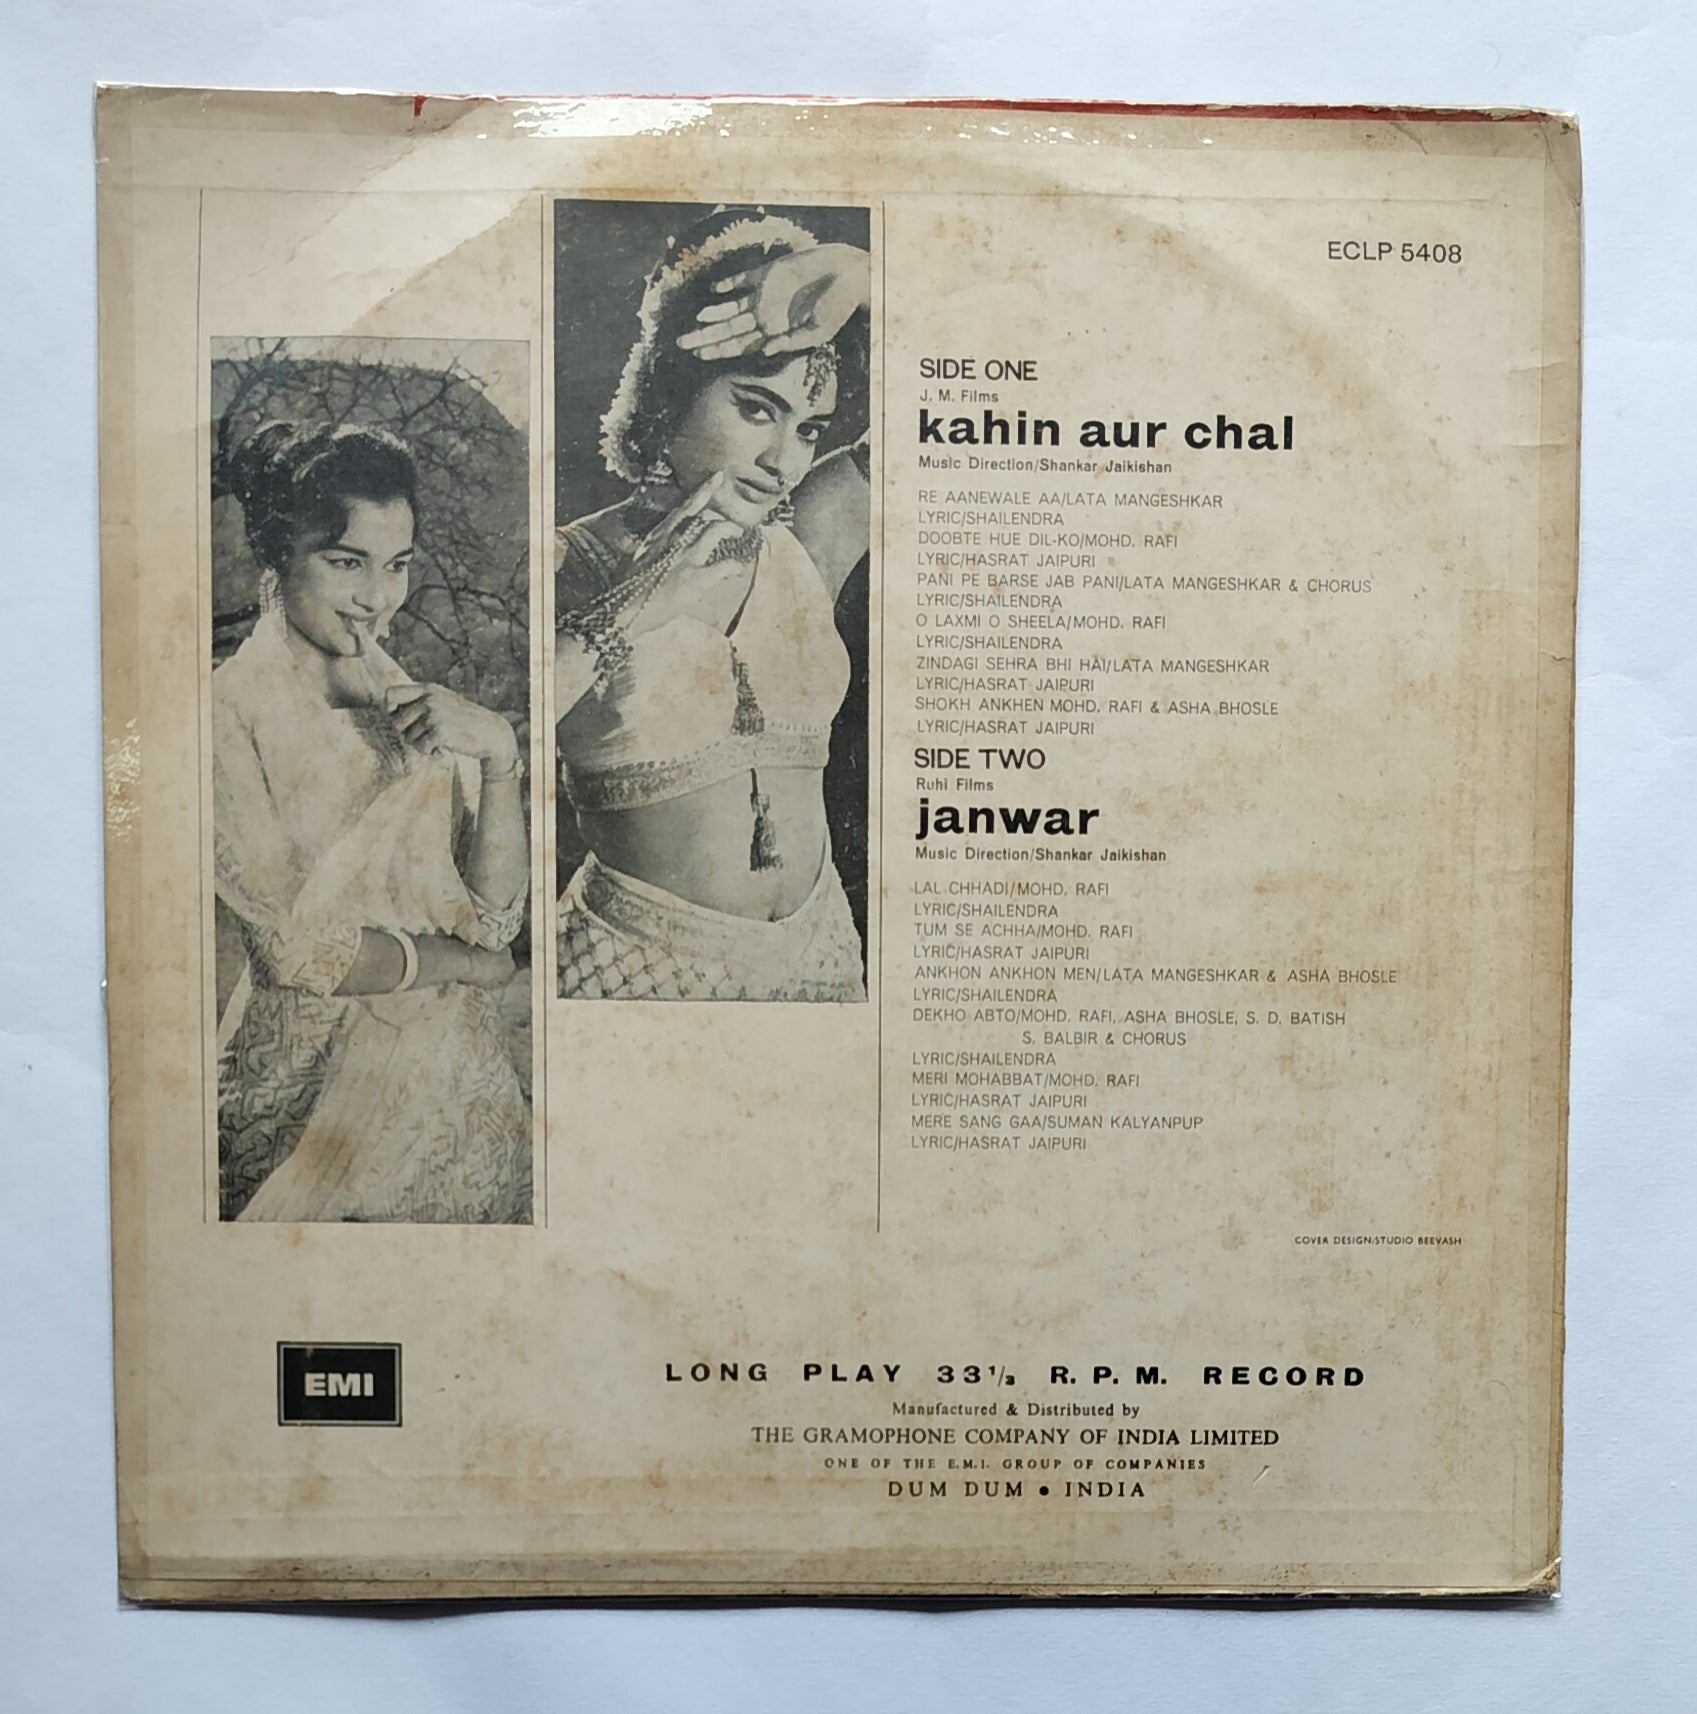 ECLP 5408
SIDE ONE
J. M. Films
kahin aur chal
Music Direction/Shankar Jaikishan
RE AANEWALE AA/LATA MANGESHKAR
LYRIC/SHAILENDRA
DOOBTE HUE DIL-KO/MOHD. RAFI
LYRIC/HASRAT JAIPURI
PANI PE BARSE JAB PANI/LATA MANGESHKAR & CHORUS
LYRIC/SHAILENDRA
O LAXMI O SHEELA/MOHD. RAFI
LYRIC/SHAILENDRA
ZINDAGI SEHRA BHI HAI/LATA MANGESHKAR
LYRIC/HASRAT JAIPURI
SHOKH ANKHEN MOHD. RAFI & ASHA BHOSLE
LYRIC/HASRAT JAIPURI
SIDE TWO
Ruhi Films
janwar
Music Direction/Shankar Jaikishan
LAL CHHADI/MOHD. RAFI
LYRIC/SHAILENDRA
TUM SE ACHHA/MOHD. RAFI
LYRIC/HASRAT JAIPURI
ANKHON ANKHON MEN/LATA MANGESHKAR & ASHA BHOSLE
LYRIC/SHAILENDRA
DEKHO ABTO/MOHD. RAFI, ASHA BHOSLE, S. D. BATISH
S. BALBIR & CHORUS
LYRIC/SHAILENDRA
MERI MOHABBAT/MOHD. RAFI
LYRIC/HASRAT JAIPURI
MERE SANG GAA/SUMAN KALYANPUP
LYRIC/HASRAT JAIPURI
COVER DESIGN/STUDIO BEEVASH
EMI
LONG PLAY 33 1/3 R. P. M. RECORD
Manufactured & Distributed by
THE GRAMOPHONE COMPANY OF INDIA LIMITED
ONE OF THE E.M.I. GROUP OF COMPANIES
DUM DUM • INDIA